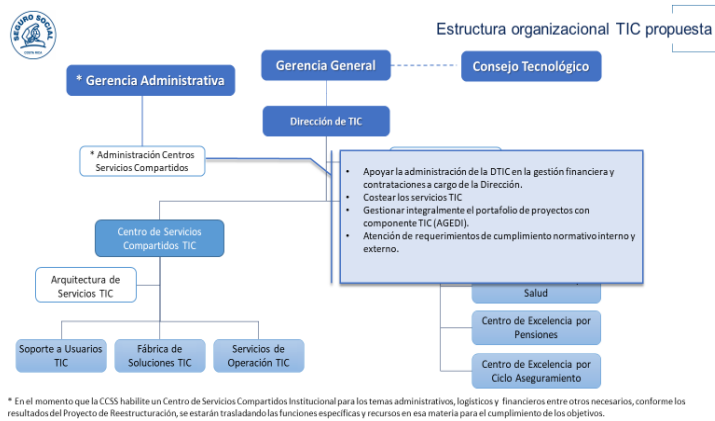 SEGURO SOCIAL
COSTA RICA
Estructura organizacional TIC propuesta
* Gerencia Administrativa
Gerencia General
Consejo Tecnológico
Dirección de TIC
* Administración Centros
Servicios Compartidos
• Apoyar la administración de la DTIC en la gestión financiera y
contrataciones a cargo de la Dirección.
• Costear los servicios TIC
• Gestionar integralmente el portafolio de proyectos con
componente TIC (AGEDI).
• Atención de requerimientos de cumplimiento normativo interno y
externo.
Centro de Servicios
Compartidos TIC
Arquitectura de
Servicios TIC
Soporte a Usuarios
TIC
Fábrica de
Soluciones TIC
Servicios de
Operación TIC
Salud
Centro de Excelencia por
Pensiones
Centro de Excelencia por
Ciclo Aseguramiento
* En el momento que la CCSS habilite un Centro de Servicios Compartidos Institucional para los temas administrativos, logísticos y financieros entre otros necesarios, conforme los
resultados del Proyecto de Reestructuración, se estarán trasladando las funciones específicas y recursos en esa materia para el cumplimiento de los objetivos.